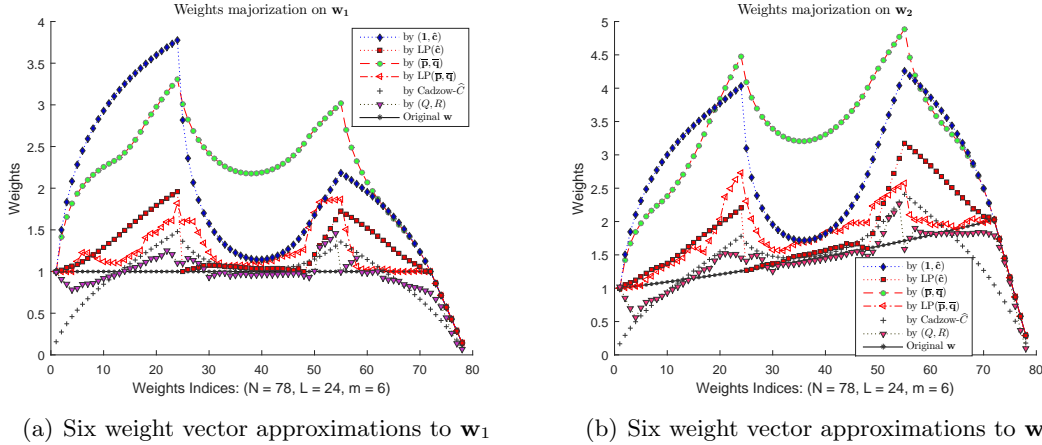 Weights majorization on w₁
4
3.5
3
2.5
2
1.5
1
0.5
0
Weights
0 10 20 30 40 50 60 70 80
Weights Indices: (N = 78, L = 24, m = 6)
by (1, ĉ)
by LP(ĉ)
by (p̅, q̅)
by LP(p̅, q̅)
by Cadzow-Ĉ
by (Q, R)
Original w
(a) Six weight vector approximations to w₁
Weights majorization on w₂
5
4.5
4
3.5
3
2.5
2
1.5
1
0.5
0
Weights
0 10 20 30 40 50 60 70 80
Weights Indices: (N = 78, L = 24, m = 6)
by (1, ĉ)
by LP(ĉ)
by (p̅, q̅)
by LP(p̅, q̅)
by Cadzow-Ĉ
by (Q, R)
Original w
(b) Six weight vector approximations to w